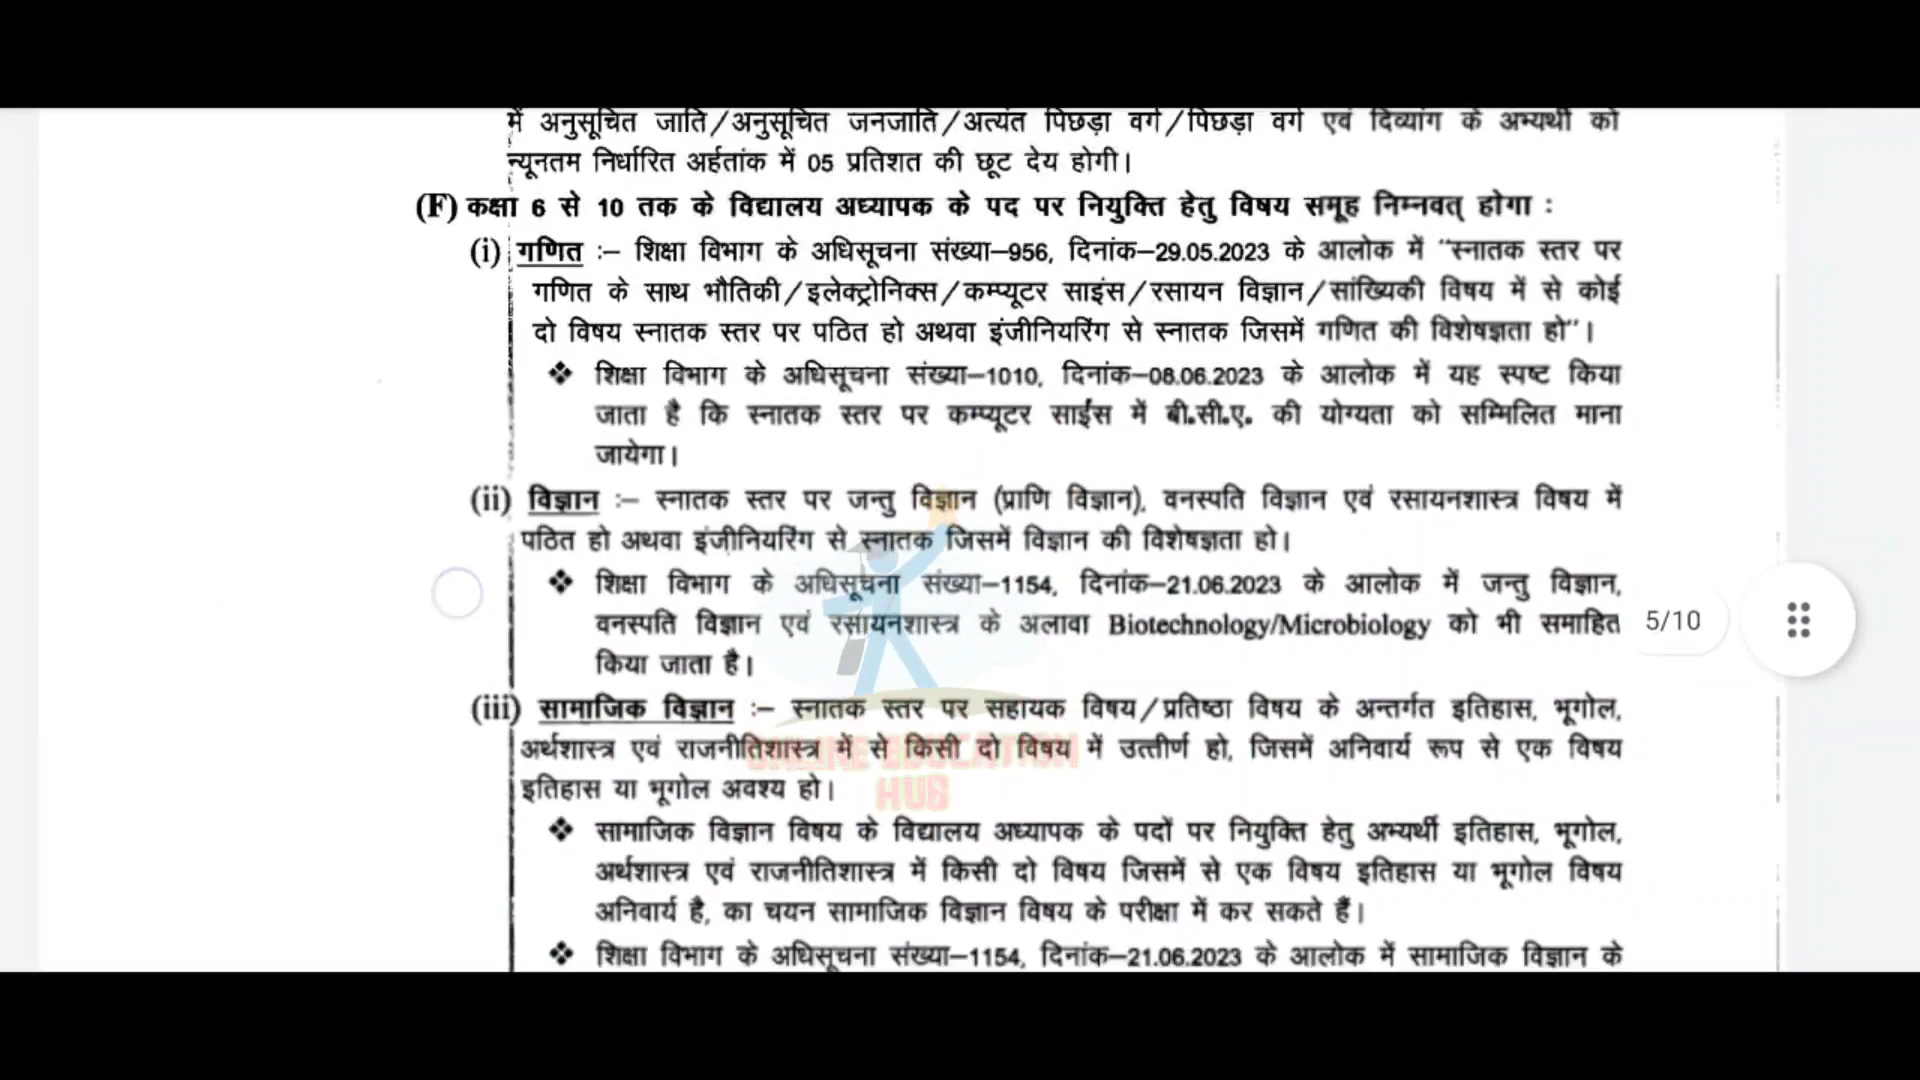 में अनुसूचित जाति/अनुसूचित जनजाति/अत्यंत पिछड़ा वर्ग/पिछड़ा वर्ग एवं दिव्यांग के अभ्यर्थी को
न्यूनतम निर्धारित अर्हतांक में 05 प्रतिशत की छूट देय होगी।
(F) कक्षा 6 से 10 तक के विद्यालय अध्यापक के पद पर नियुक्ति हेतु विषय समूह निम्नवत् होगा :
(i) गणित :– शिक्षा विभाग के अधिसूचना संख्या–956, दिनांक–29.05.2023 के आलोक में "स्नातक स्तर पर
गणित के साथ भौतिकी/इलेक्ट्रोनिक्स/कम्प्यूटर साइंस/रसायन विज्ञान/सांख्यिकी विषय में से कोई
दो विषय स्नातक स्तर पर पठित हो अथवा इंजीनियरिंग से स्नातक जिसमें गणित की विशेषज्ञता हो"।
❖ शिक्षा विभाग के अधिसूचना संख्या–1010, दिनांक–08.06.2023 के आलोक में यह स्पष्ट किया
जाता है कि स्नातक स्तर पर कम्प्यूटर साईंस में बी.सी.ए. की योग्यता को सम्मिलित माना
जायेगा।
(ii) विज्ञान :– स्नातक स्तर पर जन्तु विज्ञान (प्राणि विज्ञान), वनस्पति विज्ञान एवं रसायनशास्त्र विषय में
पठित हो अथवा इंजीनियरिंग से स्नातक जिसमें विज्ञान की विशेषज्ञता हो।
❖ शिक्षा विभाग के अधिसूचना संख्या–1154, दिनांक–21.06.2023 के आलोक में जन्तु विज्ञान,
वनस्पति विज्ञान एवं रसायनशास्त्र के अलावा Biotechnology/Microbiology को भी समाहित
किया जाता है।
5/10
(iii) सामाजिक विज्ञान :– स्नातक स्तर पर सहायक विषय/प्रतिष्ठा विषय के अन्तर्गत इतिहास, भूगोल,
अर्थशास्त्र एवं राजनीतिशास्त्र में से किसी दो विषय में उत्तीर्ण हो, जिसमें अनिवार्य रूप से एक विषय
इतिहास या भूगोल अवश्य हो।
ONLINE EDUCATION
HUB
❖ सामाजिक विज्ञान विषय के विद्यालय अध्यापक के पदों पर नियुक्ति हेतु अभ्यर्थी इतिहास, भूगोल,
अर्थशास्त्र एवं राजनीतिशास्त्र में किसी दो विषय जिसमें से एक विषय इतिहास या भूगोल विषय
अनिवार्य है, का चयन सामाजिक विज्ञान विषय के परीक्षा में कर सकते हैं।
❖ शिक्षा विभाग के अधिसूचना संख्या–1154, दिनांक–21.06.2023 के आलोक में सामाजिक विज्ञान के